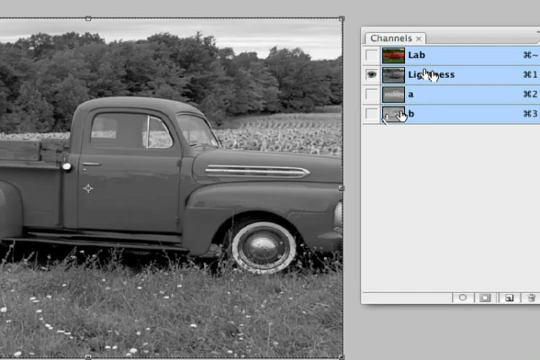 Channels ×
Lab ⌘~
Lightness ⌘1
a ⌘2
b ⌘3